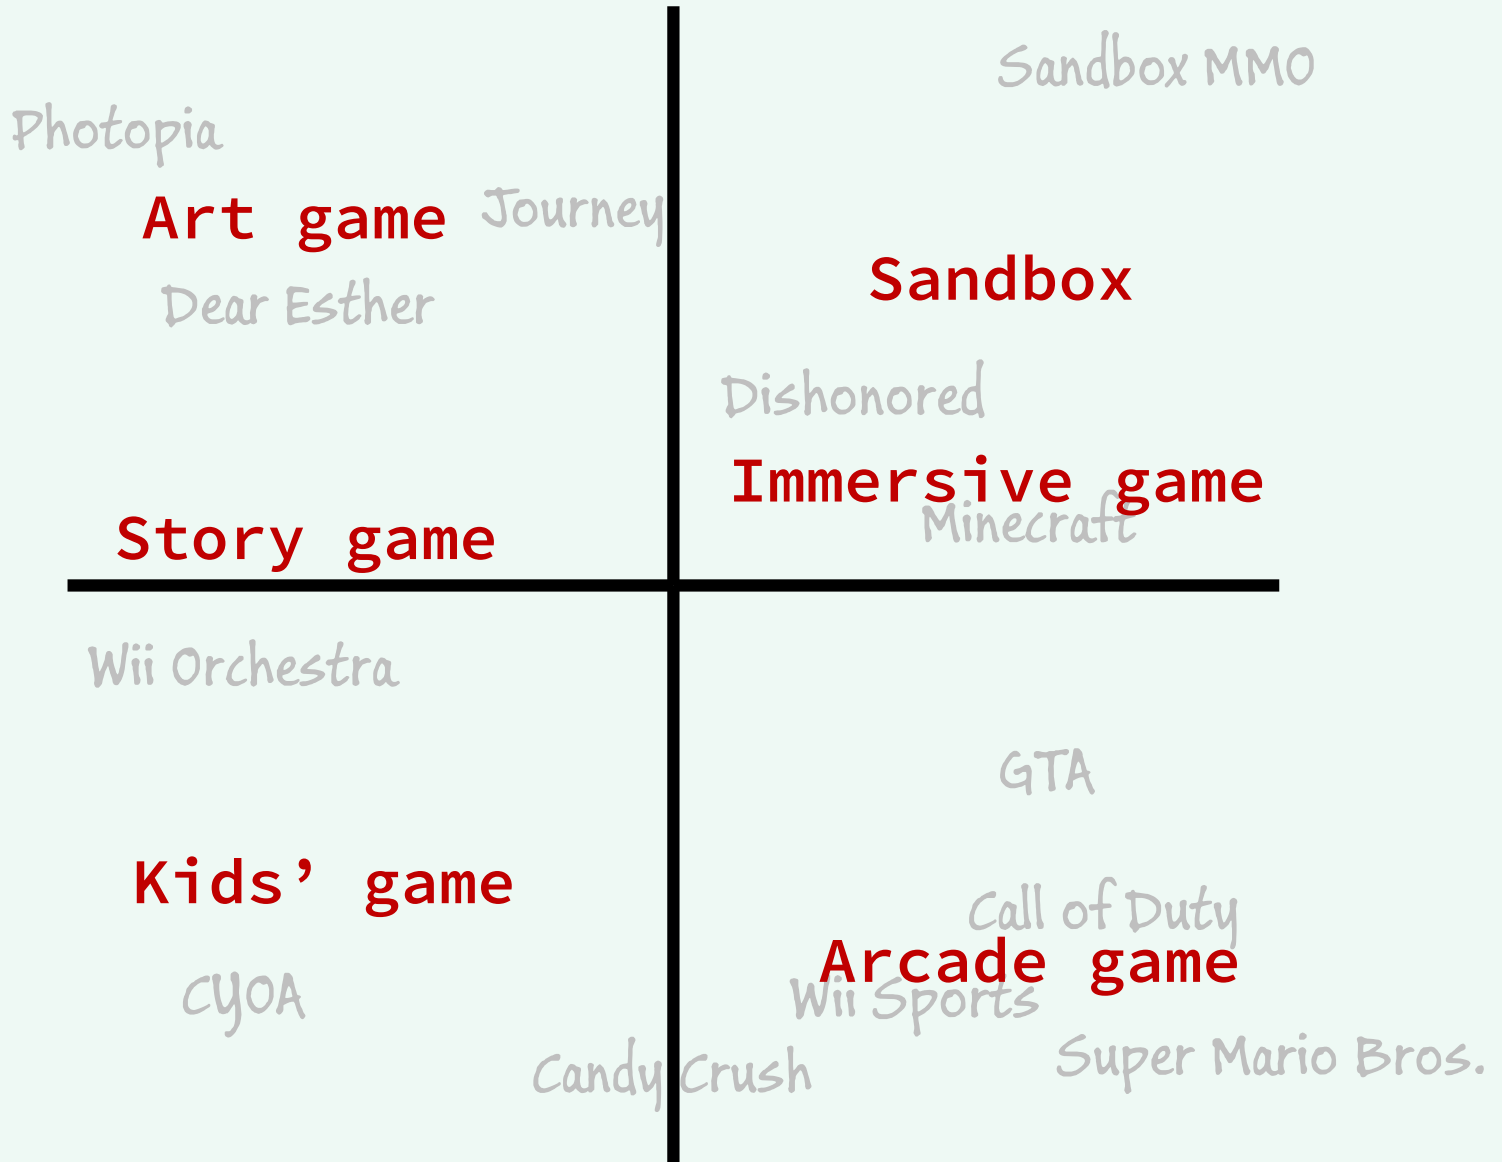 Sandbox MMO
Photopia
Art game
Journey
Sandbox
Dear Esther
Dishonored
Immersive game
Minecraft
Story game
Wii Orchestra
GTA
Kids’ game
Call of Duty
Arcade game
CYOA
Wii Sports
Super Mario Bros.
Candy Crush